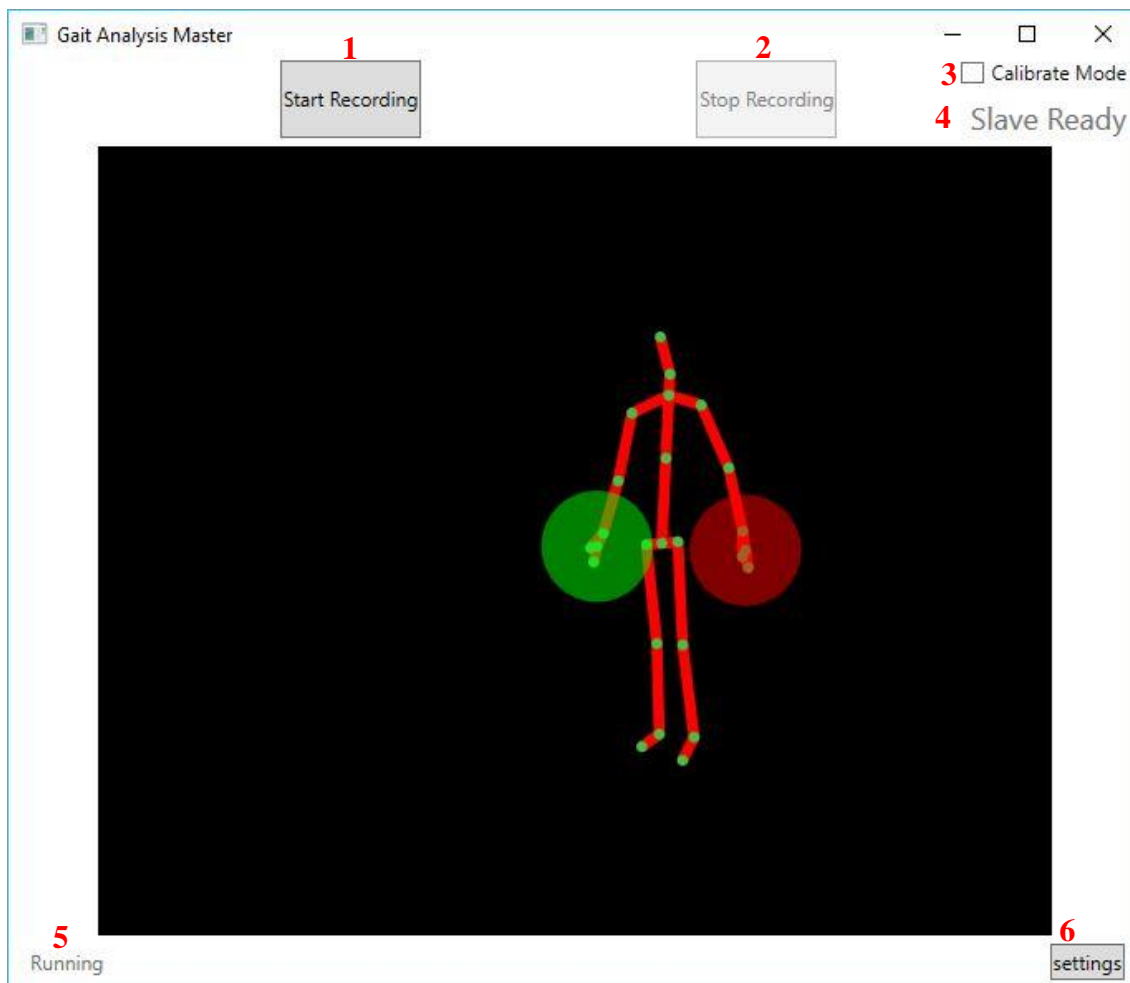 Gait Analysis Master
1
2
Start Recording
Stop Recording
3 Calibrate Mode
4 Slave Ready
5
6
Running
settings